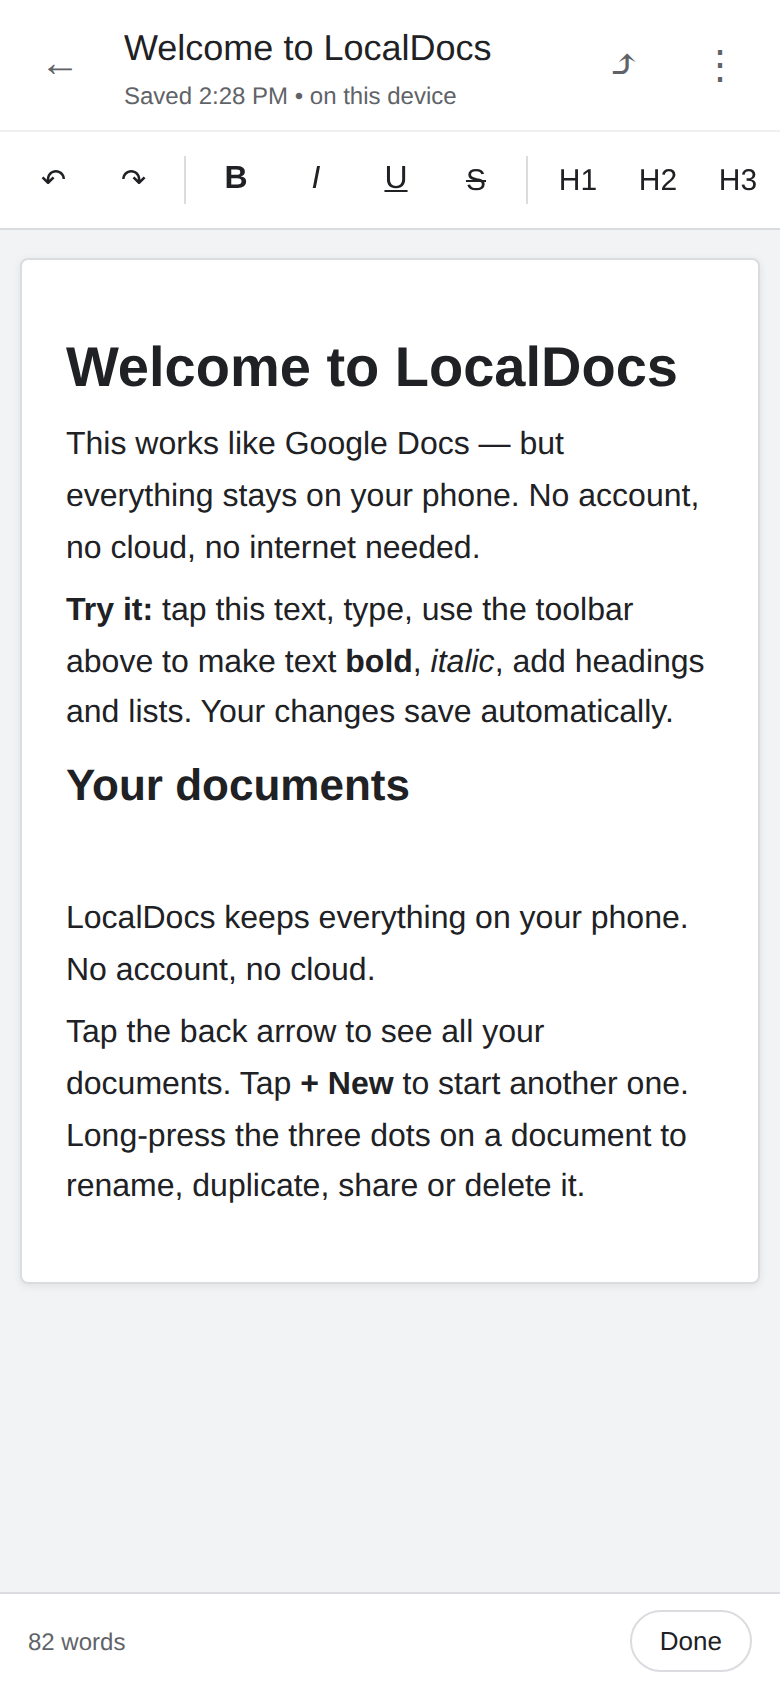 ←
Welcome to LocalDocs
Saved 2:28 PM • on this device
⤴ ⋮
↶ ↷ B I U S H1 H2 H3
Welcome to LocalDocs
This works like Google Docs — but
everything stays on your phone. No account,
no cloud, no internet needed.
Try it: tap this text, type, use the toolbar
above to make text bold, italic, add headings
and lists. Your changes save automatically.
Your documents
LocalDocs keeps everything on your phone.
No account, no cloud.
Tap the back arrow to see all your
documents. Tap + New to start another one.
Long-press the three dots on a document to
rename, duplicate, share or delete it.
82 words
Done